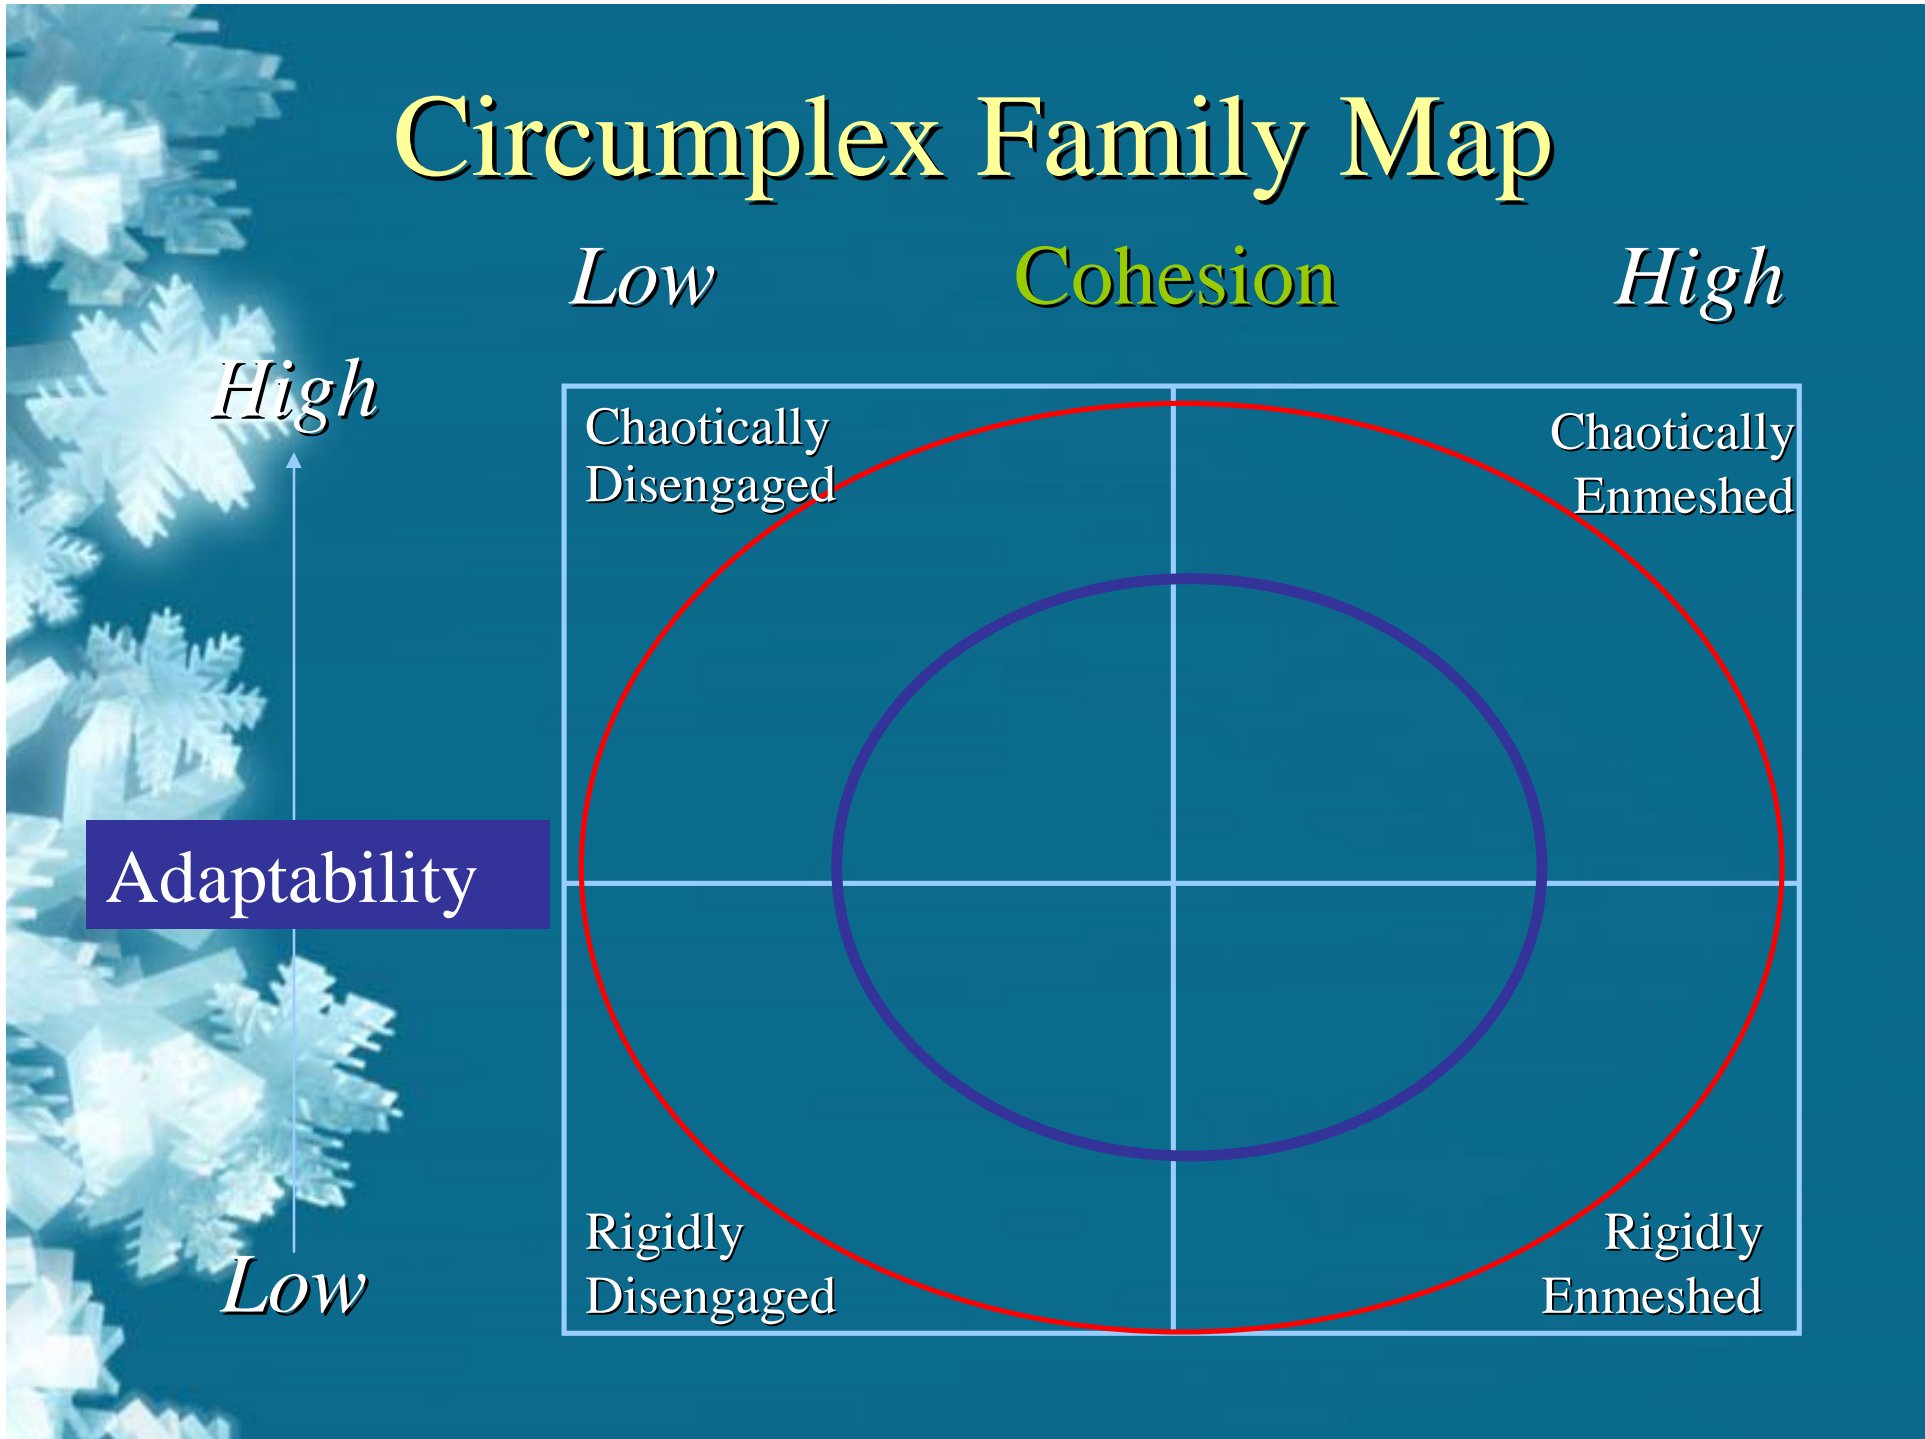 Circumplex Family Map
Low Cohesion High
High
Chaotically
Disengaged
Chaotically
Enmeshed
Adaptability
Rigidly
Disengaged
Rigidly
Enmeshed
Low